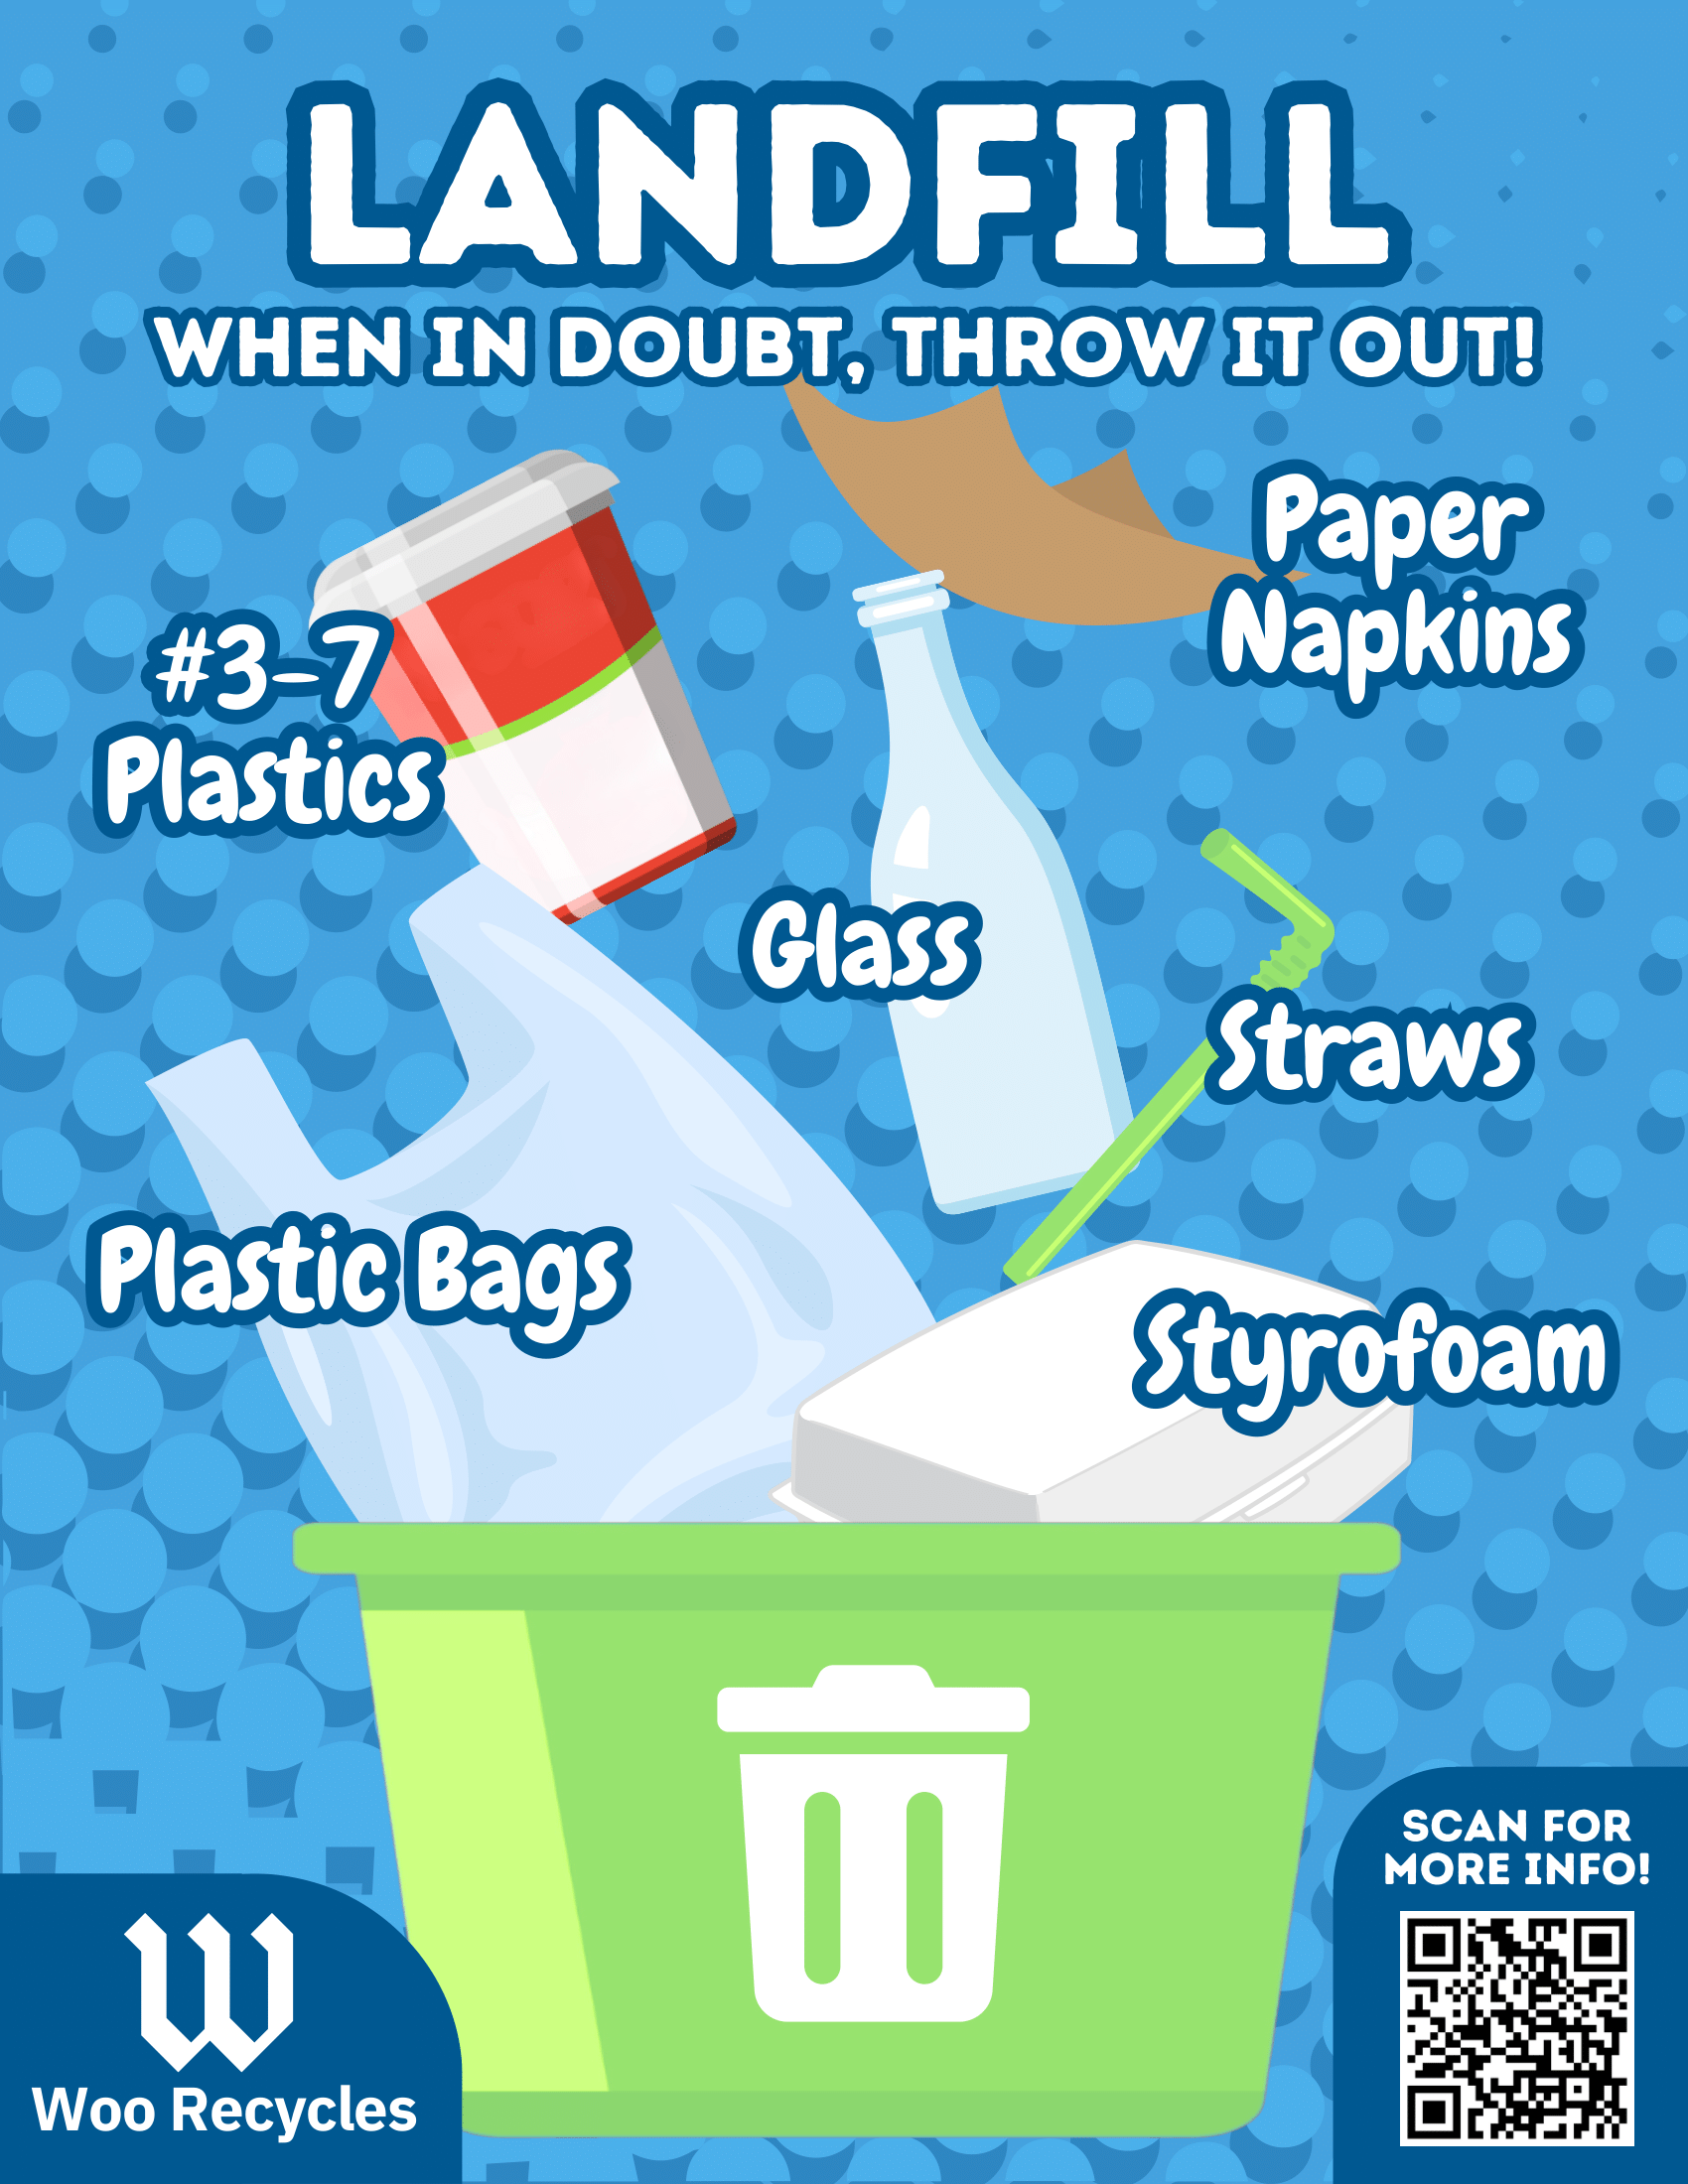 LANDFILL
WHEN IN DOUBT, THROW IT OUT!
Paper
Napkins
#3-7
Plastics
Glass
Straws
Plastic Bags
Styrofoam
SCAN FOR
MORE INFO!
W
Woo Recycles